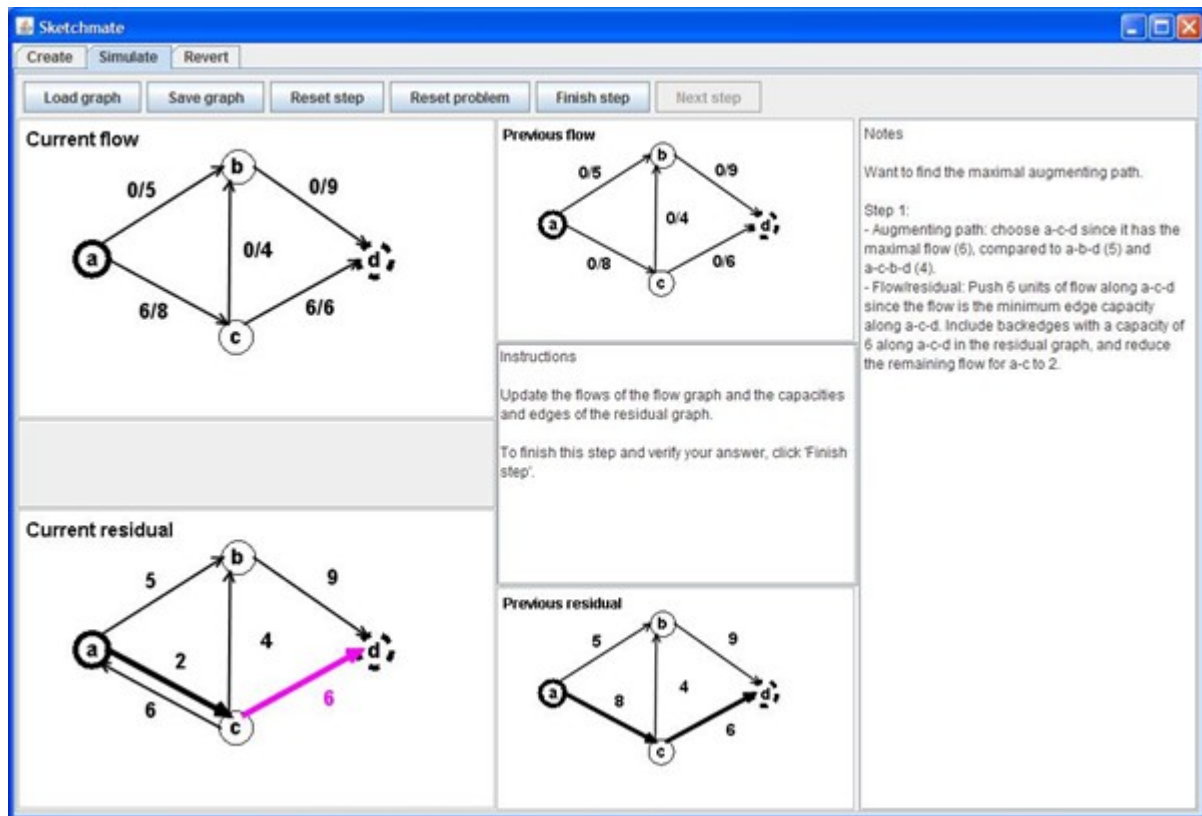 Sketchmate
Create Simulate Revert
Load graph Save graph Reset step Reset problem Finish step Next step
Current flow
b
0/5
0/9
a
0/4
d
6/8
6/6
c
Current residual
b
5
9
a
2
4
d
6
6
c
Previous flow
b
0/5
0/9
a
0/4
d
0/8
0/6
c
Instructions
Update the flows of the flow graph and the capacities
and edges of the residual graph.
To finish this step and verify your answer, click 'Finish
step'.
Previous residual
b
5
9
a
8
4
d
6
c
Notes
Want to find the maximal augmenting path.
Step 1:
- Augmenting path: choose a-c-d since it has the
maximal flow (6), compared to a-b-d (5) and
a-c-b-d (4).
- Flow/residual: Push 6 units of flow along a-c-d
since the flow is the minimum edge capacity
along a-c-d. Include backedges with a capacity of
6 along a-c-d in the residual graph, and reduce
the remaining flow for a-c to 2.